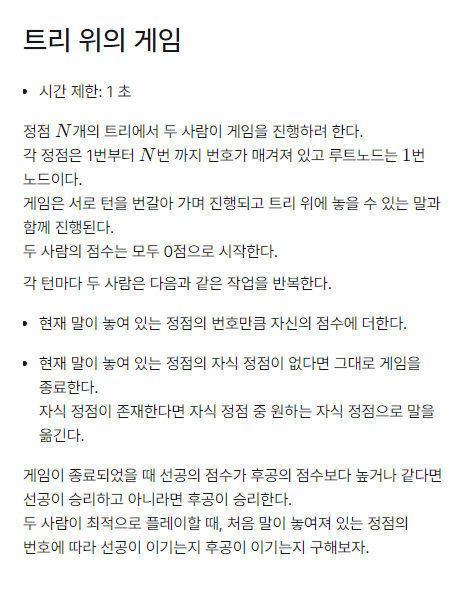 트리 위의 게임
시간 제한: 1 초
정점 N개의 트리에서 두 사람이 게임을 진행하려 한다.
각 정점은 1번부터 N번 까지 번호가 매겨져 있고 루트노드는 1번
노드이다.
게임은 서로 턴을 번갈아 가며 진행되고 트리 위에 놓을 수 있는 말과
함께 진행된다.
두 사람의 점수는 모두 0점으로 시작한다.
각 턴마다 두 사람은 다음과 같은 작업을 반복한다.
현재 말이 놓여 있는 정점의 번호만큼 자신의 점수에 더한다.
현재 말이 놓여 있는 정점의 자식 정점이 없다면 그대로 게임을
종료한다.
자식 정점이 존재한다면 자식 정점 중 원하는 자식 정점으로 말을
옮긴다.
게임이 종료되었을 때 선공의 점수가 후공의 점수보다 높거나 같다면
선공이 승리하고 아니라면 후공이 승리한다.
두 사람이 최적으로 플레이할 때, 처음 말이 놓여져 있는 정점의
번호에 따라 선공이 이기는지 후공이 이기는지 구해보자.